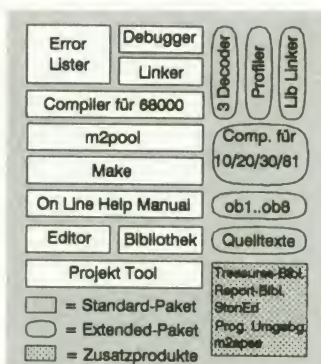 Error
Lister
Debugger
Linker
3 Decoder
Profiler
Lib Linker
Compiler für 68000
m2pool
Make
Comp. für
10/20/30/81
On Line Help Manual
ob1..ob8
Editor
Bibliothek
Quelltexte
Projekt Tool
Treasures-Bibl.
Report-Bibl.
StonEd
Prog. Umgebg.
= Standard-Paket
= Extended-Paket
= Zusatzprodukte